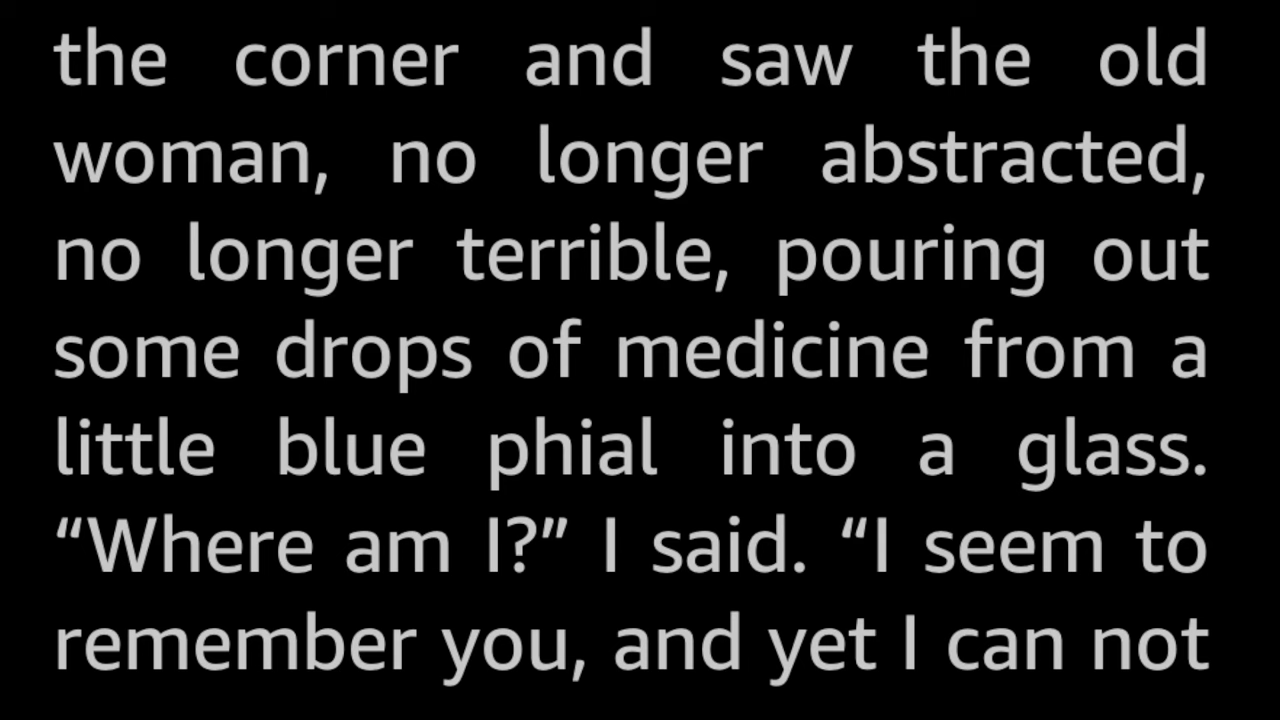 the corner and saw the old
woman, no longer abstracted,
no longer terrible, pouring out
some drops of medicine from a
little blue phial into a glass.
“Where am I?” I said. “I seem to
remember you, and yet I can not